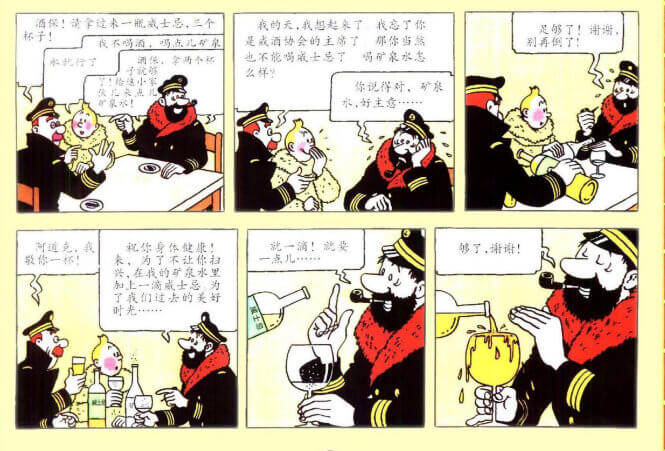 酒保！请拿过来一瓶威士忌，三个
杯子！
我不喝酒，喝点儿矿泉
水就行了
酒保，拿两个杯
子就够
了！给这小家
伙儿来点儿
矿泉水！
我的天，我想起来了 我忘了你
是戒酒协会的主席了 那你当然
也不能喝威士忌了 喝矿泉水怎
么样？
你说得对，矿泉
水，好主意……
足够了！谢谢，
别再倒了！
阿道克，我
敬你一杯！
祝你身体健康！
来，为了不让你扫
兴，在我的矿泉水里
加上一滴威士忌 为
了我们过去的美好
时光……
威士忌
就一滴！就要
一点儿……
威士忌
够了，谢谢！